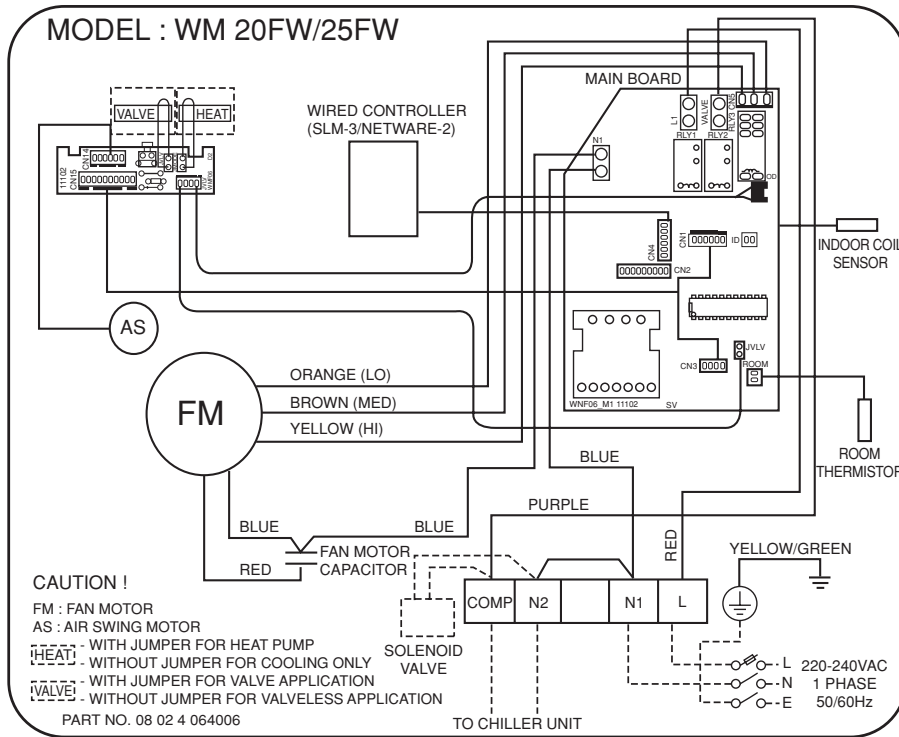 MODEL : WM 20FW/25FW
MAIN BOARD
VALVE
HEAT
WIRED CONTROLLER
(SLM-3/NETWARE-2)
L1
VALVE
CN5
RLY3
RLY1
RLY2
N1
CN14
11102
CN15
JVLV
WNF06
CN4
CN1
ID
CN2
INDOOR COIL
SENSOR
AS
JVLV
CN3
ROOM
WNF06_M1 11102
SV
FM
ORANGE (LO)
BROWN (MED)
YELLOW (HI)
ROOM
THERMISTOR
BLUE
PURPLE
RED
BLUE
BLUE
YELLOW/GREEN
FAN MOTOR
CAPACITOR
RED
CAUTION !
FM : FAN MOTOR
AS : AIR SWING MOTOR
HEAT - WITH JUMPER FOR HEAT PUMP
- WITHOUT JUMPER FOR COOLING ONLY
VALVE - WITH JUMPER FOR VALVE APPLICATION
- WITHOUT JUMPER FOR VALVELESS APPLICATION
PART NO. 08 02 4 064006
COMP N2 N1 L
SOLENOID
VALVE
TO CHILLER UNIT
L
N
E
220-240VAC
1 PHASE
50/60Hz